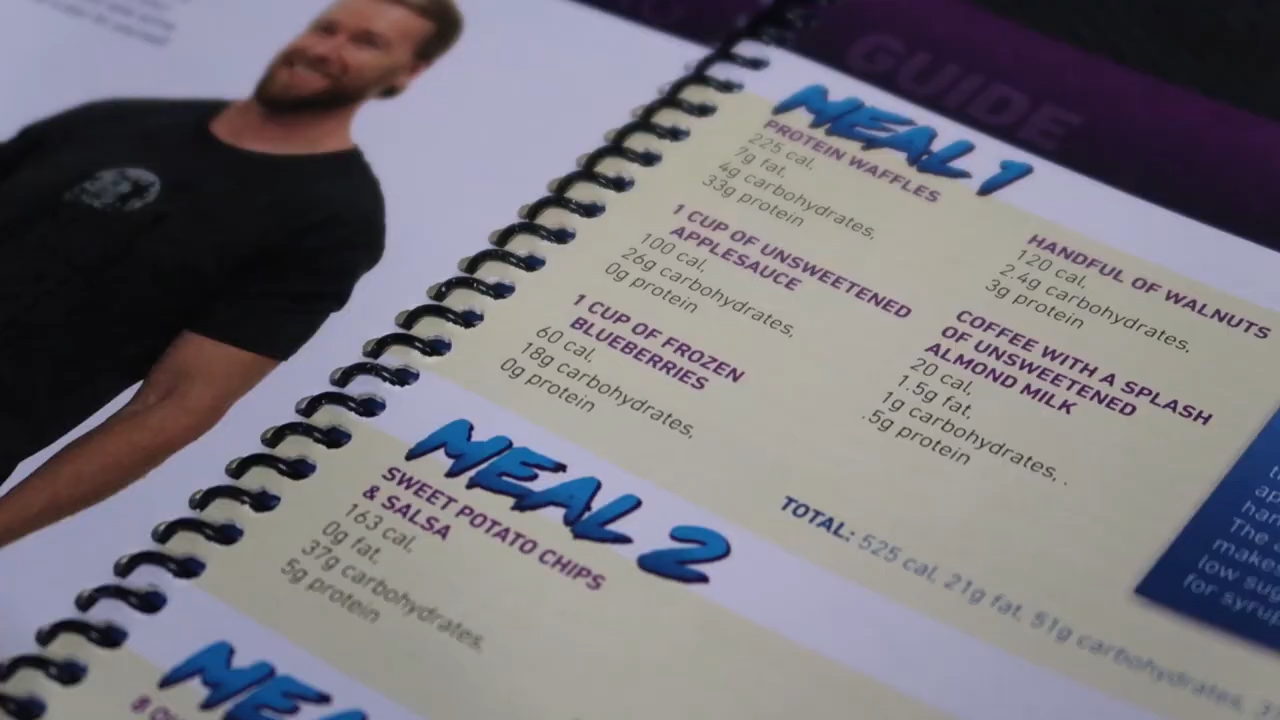 GUIDE
MEAL 1
PROTEIN WAFFLES
225 cal,
7g fat,
4g carbohydrates,
33g protein
1 CUP OF UNSWEETENED
APPLESAUCE
100 cal,
26g carbohydrates,
0g protein
1 CUP OF FROZEN
BLUEBERRIES
60 cal,
18g carbohydrates,
0g protein
HANDFUL OF WALNUTS
120 cal,
2.4g carbohydrates,
3g protein
COFFEE WITH A SPLASH
OF UNSWEETENED
ALMOND MILK
20 cal,
1.5g fat,
1g carbohydrates, .
.5g protein
TOTAL: 525 cal, 21g fat, 51g carbohydrates,
MEAL 2
SWEET POTATO CHIPS
& SALSA
163 cal,
0g fat,
37g carbohydrates,
5g protein
The
makes
low
for